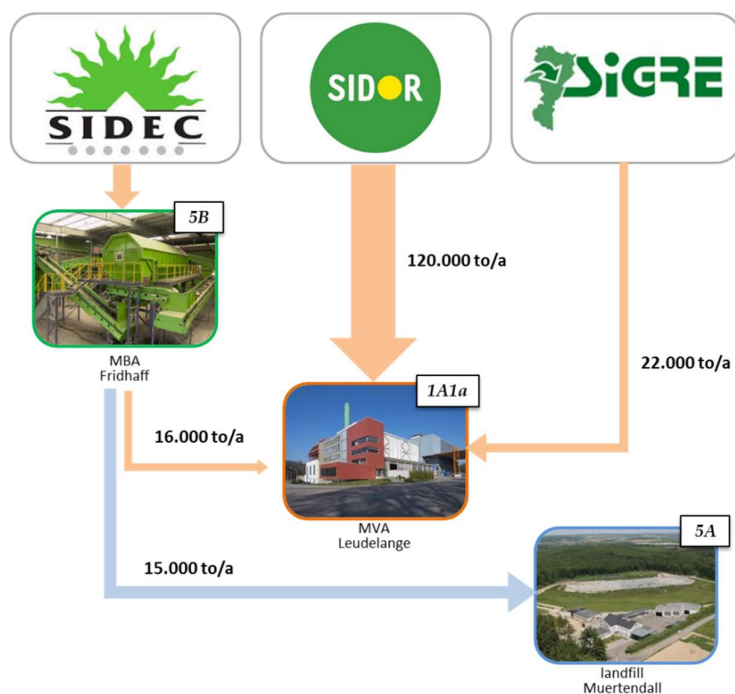 SIDEC
SIDOR
SiGRE
5B
120.000 to/a
MBA
Fridhaff
22.000 to/a
1A1a
16.000 to/a
MVA
Leudelange
5A
15.000 to/a
landfill
Muertendall